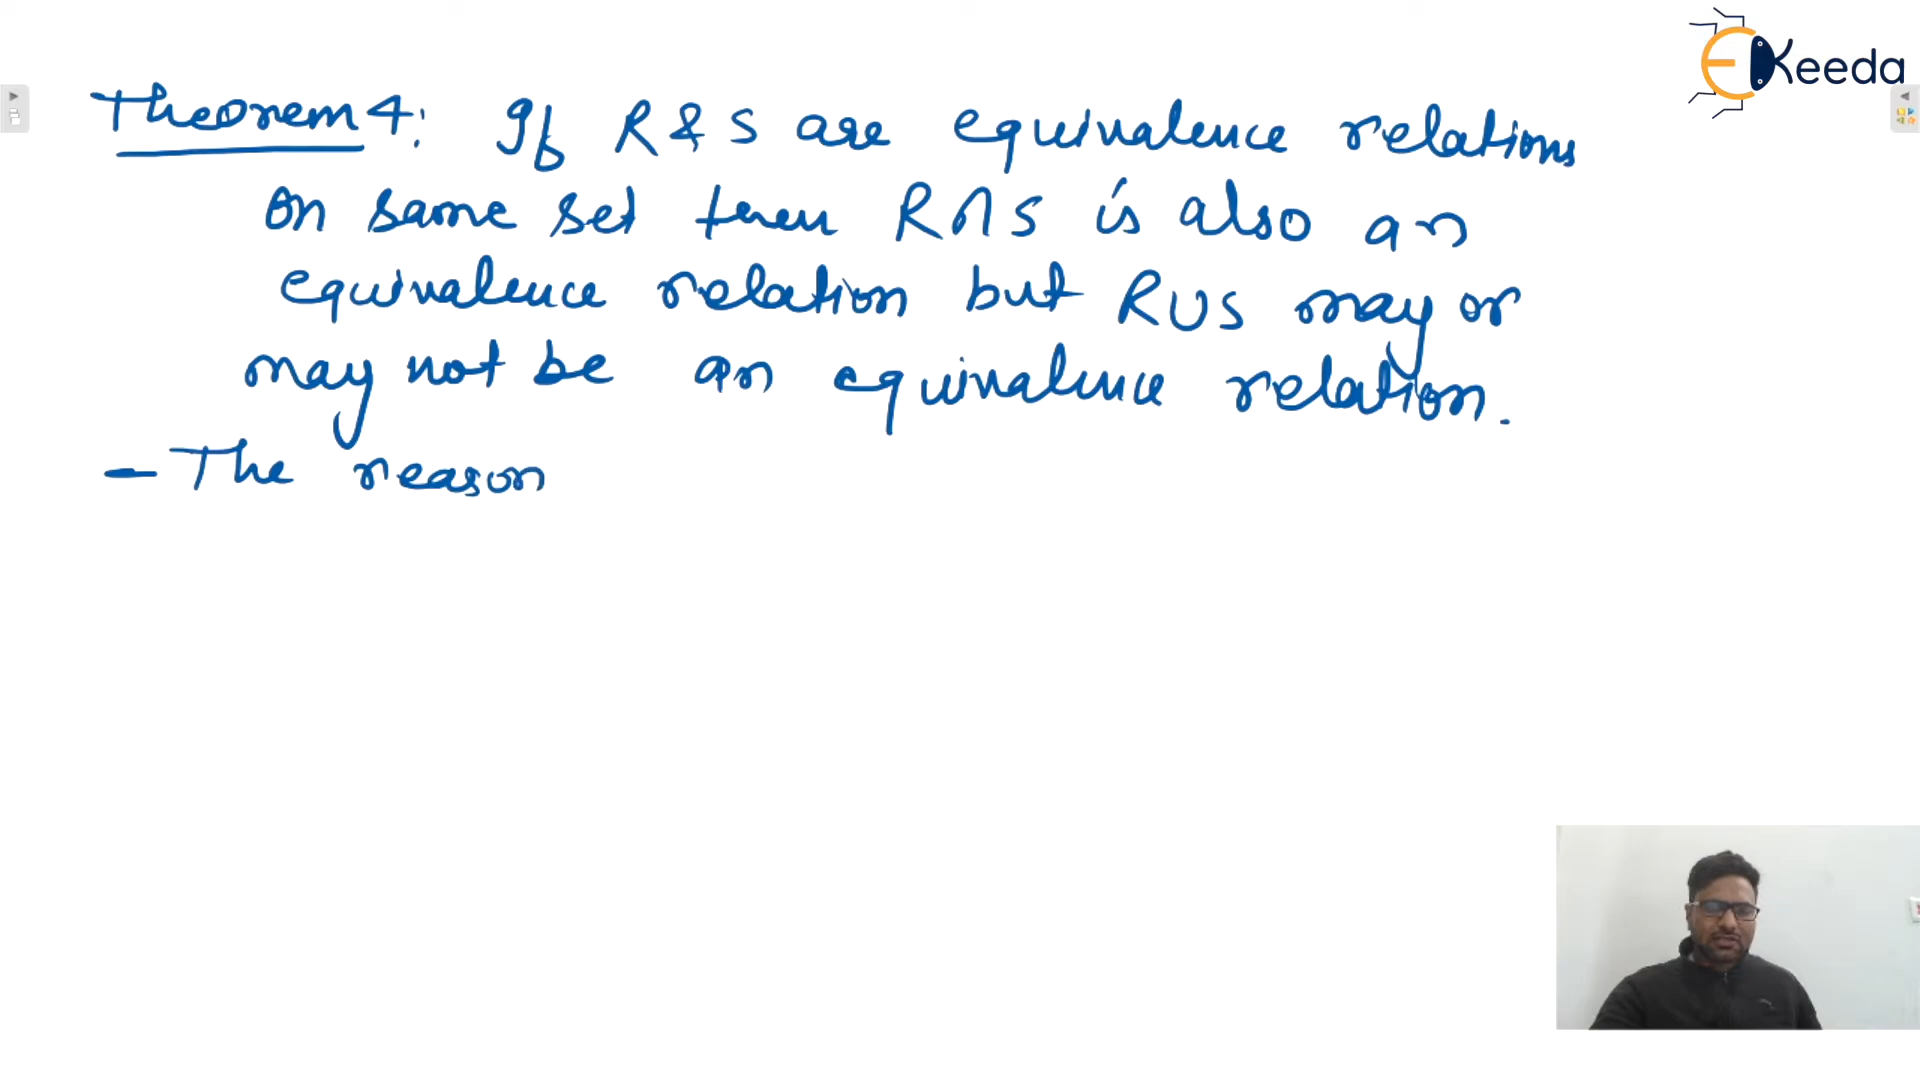 EKeeda
Theorem 4: If R & S are equivalence relations
on same set then R∩S is also an
equivalence relation but R∪S may or
may not be an equivalence relation.
- The reason